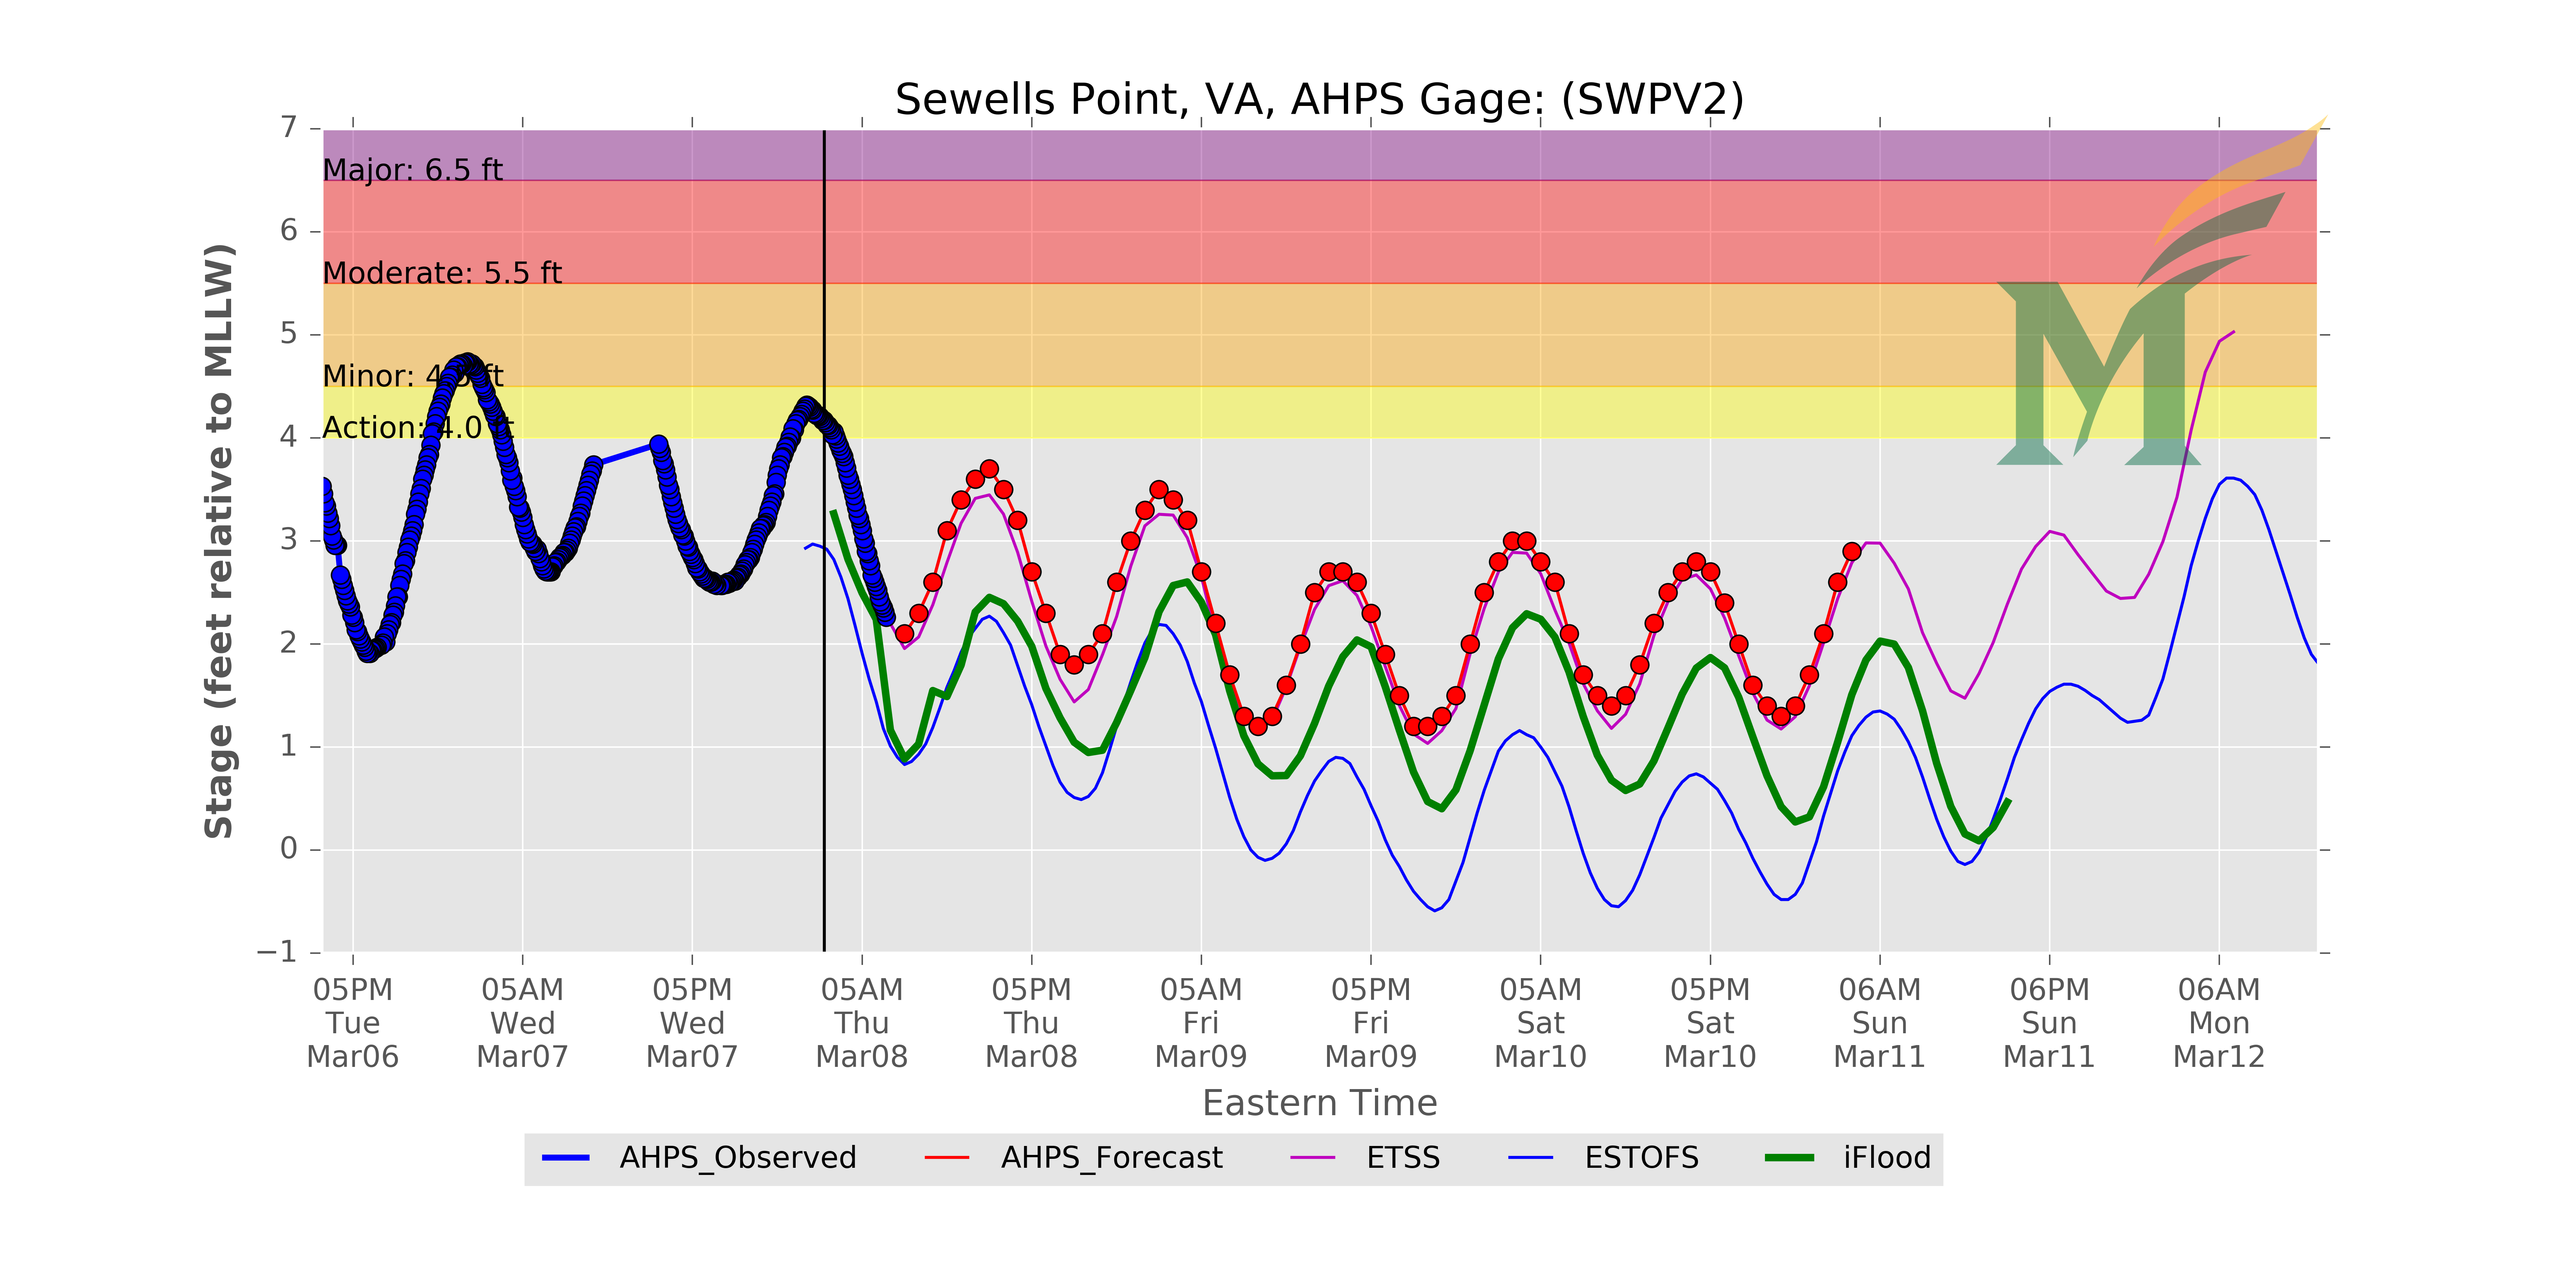 Sewells Point, VA, AHPS Gage: (SWPV2)
Stage (feet relative to MLLW)
7
6
5
4
3
2
1
0
−1
Major: 6.5 ft
Moderate: 5.5 ft
Minor: 4.5 ft
Action: 4.0 ft
05PM 05AM 05PM 05AM 05PM 05AM 05PM 05AM 05PM 06AM 06PM 06AM
Tue Wed Wed Thu Thu Fri Fri Sat Sat Sun Sun Mon
Mar06 Mar07 Mar07 Mar08 Mar08 Mar09 Mar09 Mar10 Mar10 Mar11 Mar11 Mar12
Eastern Time
AHPS_Observed AHPS_Forecast ETSS ESTOFS iFlood
M